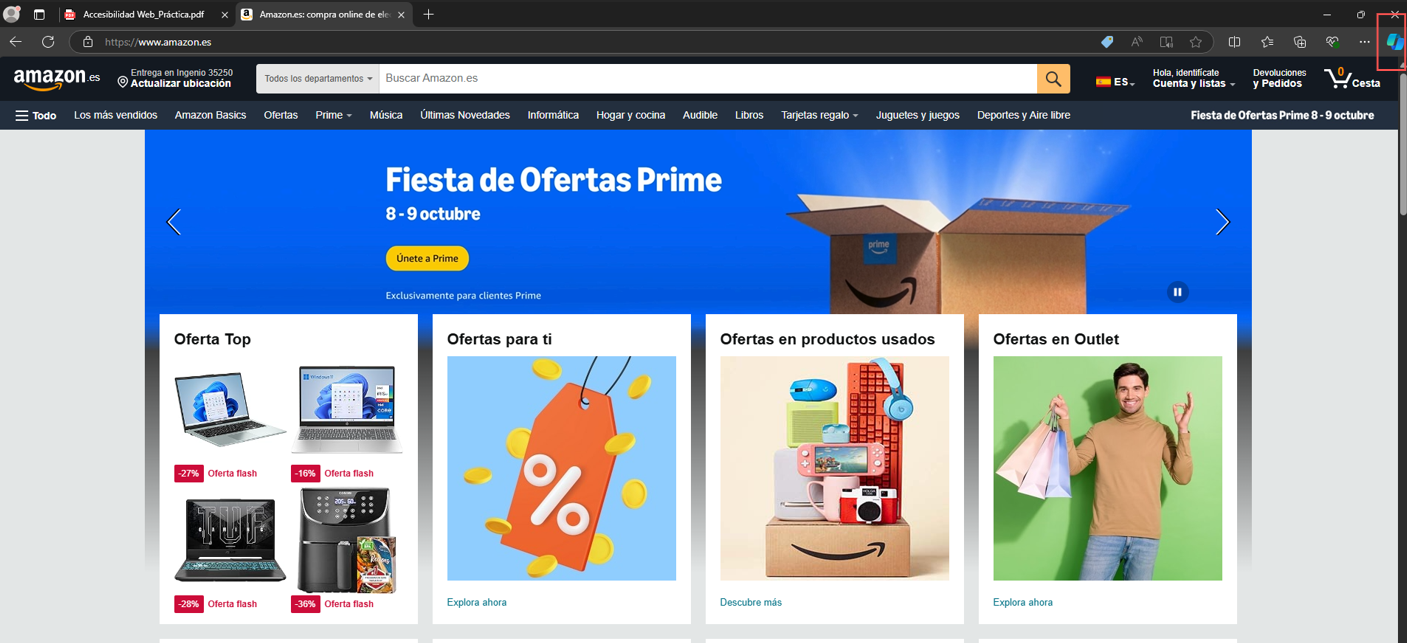 Accesibilidad Web_Práctica.pdf
Amazon.es: compra online de ele
https://www.amazon.es
amazon.es
Entrega en Ingenio 35250
Actualizar ubicación
Todos los departamentos
Buscar Amazon.es
ES
Hola, identifícate
Cuenta y listas
Devoluciones
y Pedidos
0
Cesta
Todo
Los más vendidos
Amazon Basics
Ofertas
Prime
Música
Últimas Novedades
Informática
Hogar y cocina
Audible
Libros
Tarjetas regalo
Juguetes y juegos
Deportes y Aire libre
Fiesta de Ofertas Prime 8 - 9 octubre
Fiesta de Ofertas Prime
8 - 9 octubre
Únete a Prime
Exclusivamente para clientes Prime
prime
Oferta Top
-27% Oferta flash
-16% Oferta flash
TUF
-28% Oferta flash
-36% Oferta flash
Ofertas para ti
%
Explora ahora
Ofertas en productos usados
Descubre más
Ofertas en Outlet
Explora ahora